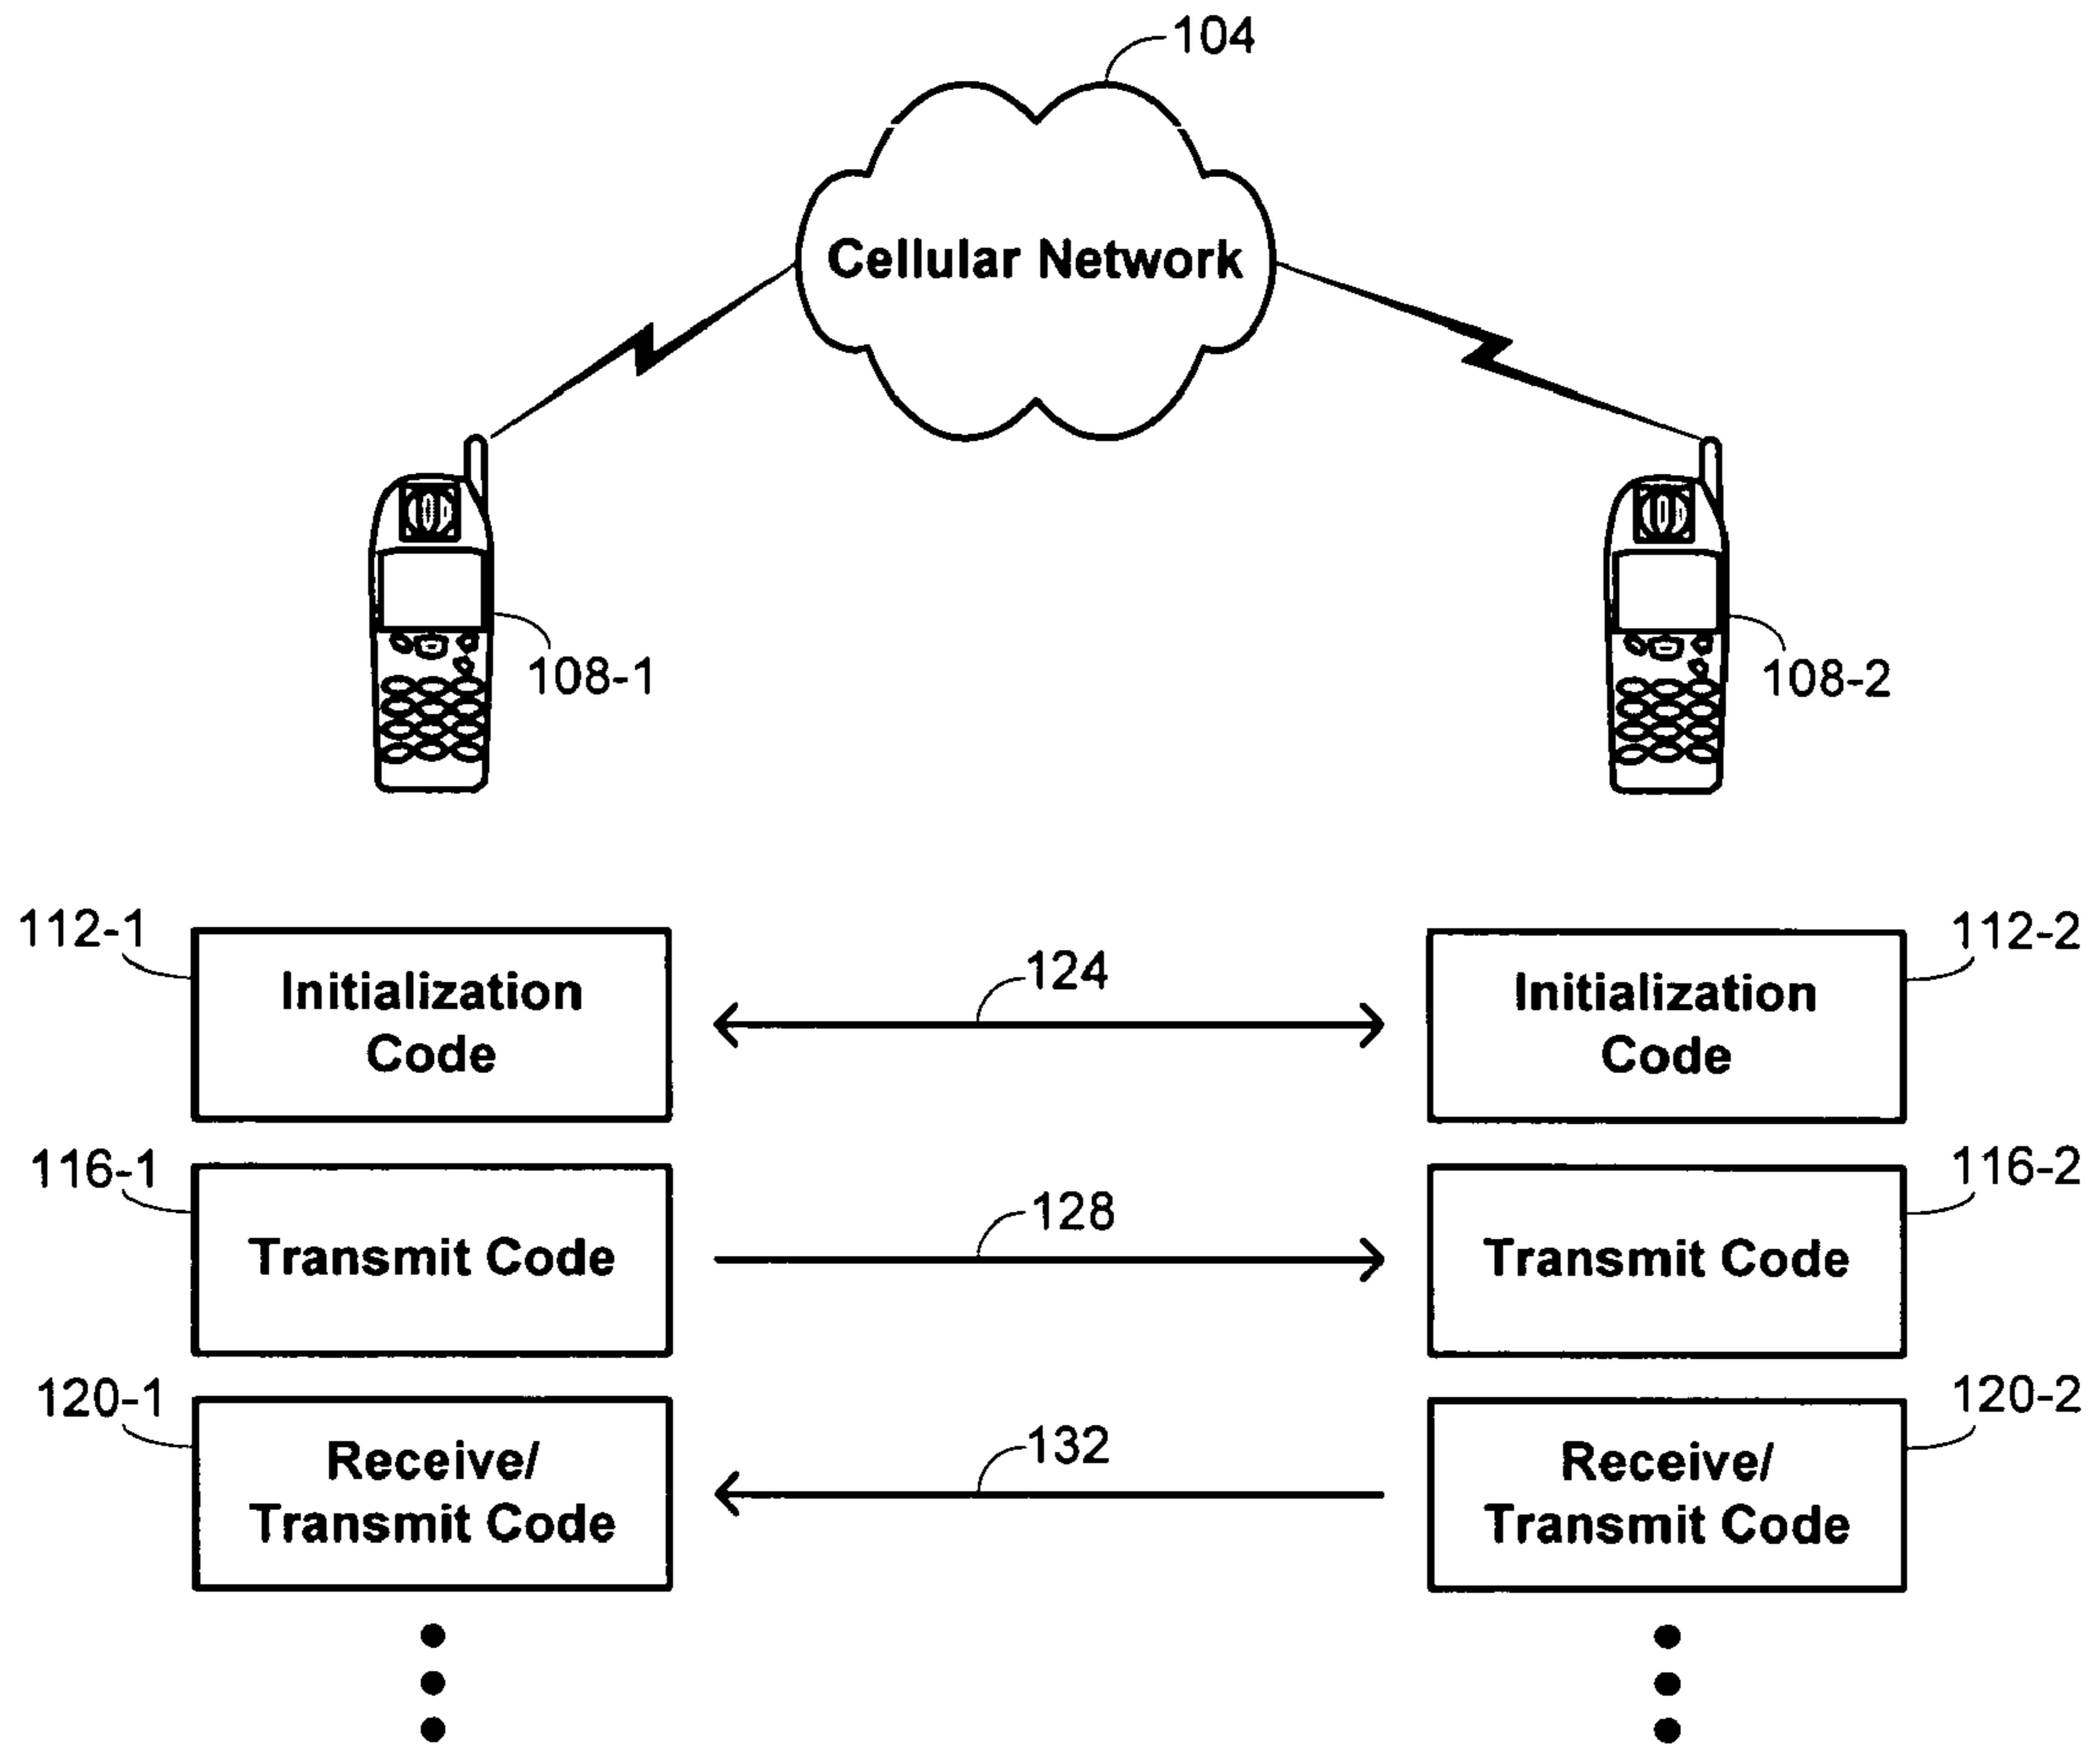 104
Cellular Network
108-1
108-2
112-1
Initialization
Code
124
112-2
Initialization
Code
116-1
Transmit Code
128
116-2
Transmit Code
120-1
Receive/
Transmit Code
132
120-2
Receive/
Transmit Code